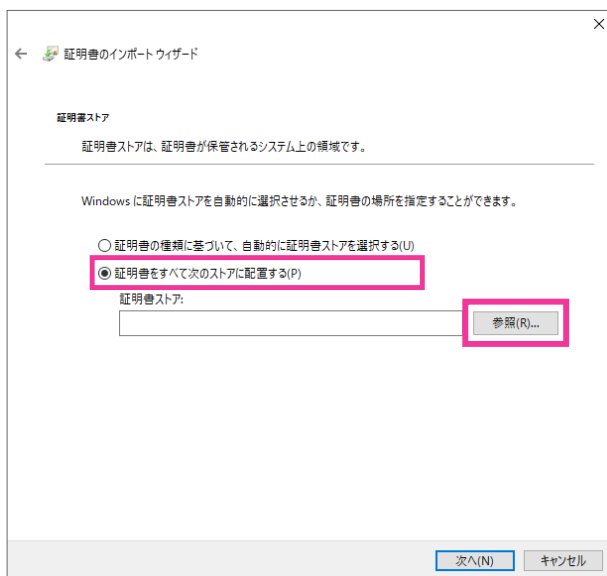 証明書のインポート ウィザード
証明書ストア
証明書ストアは、証明書が保管されるシステム上の領域です。
Windows に証明書ストアを自動的に選択させるか、証明書の場所を指定することができます。
証明書の種類に基づいて、自動的に証明書ストアを選択する(U)
証明書をすべて次のストアに配置する(P)
証明書ストア:
参照(R)...
次へ(N)
キャンセル